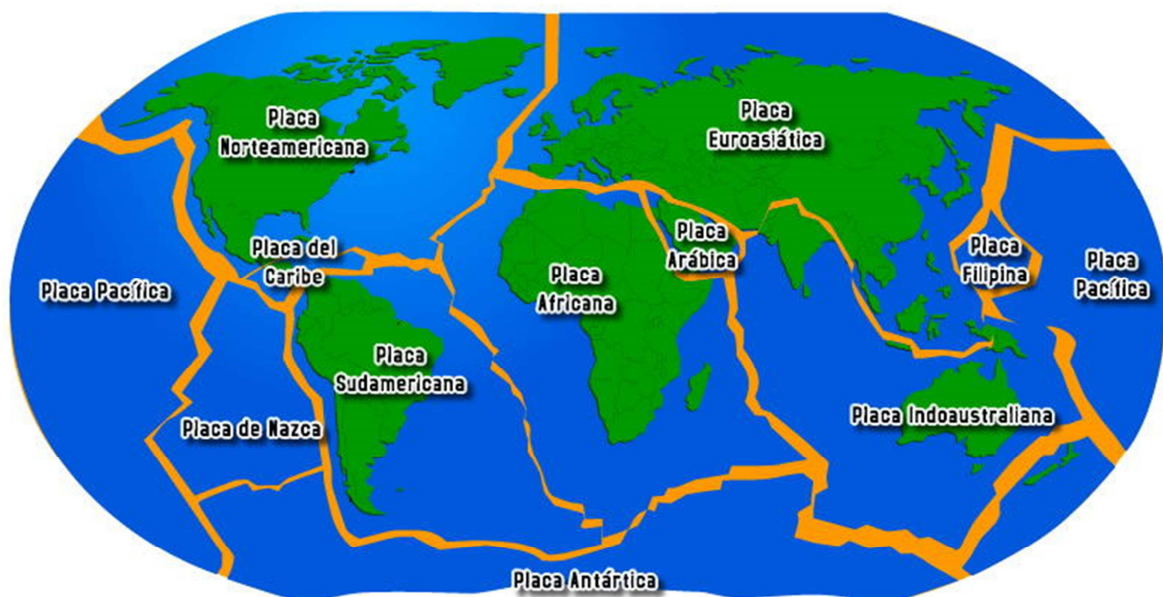 Placa
Norteamericana
Placa
Euroasiática
Placa del
Caribe
Placa
Arábica
Placa
Filipina
Placa Pacífica
Placa
Africana
Placa
Pacífica
Placa
Sudamericana
Placa de Nazca
Placa Indoaustraliana
Placa Antártica